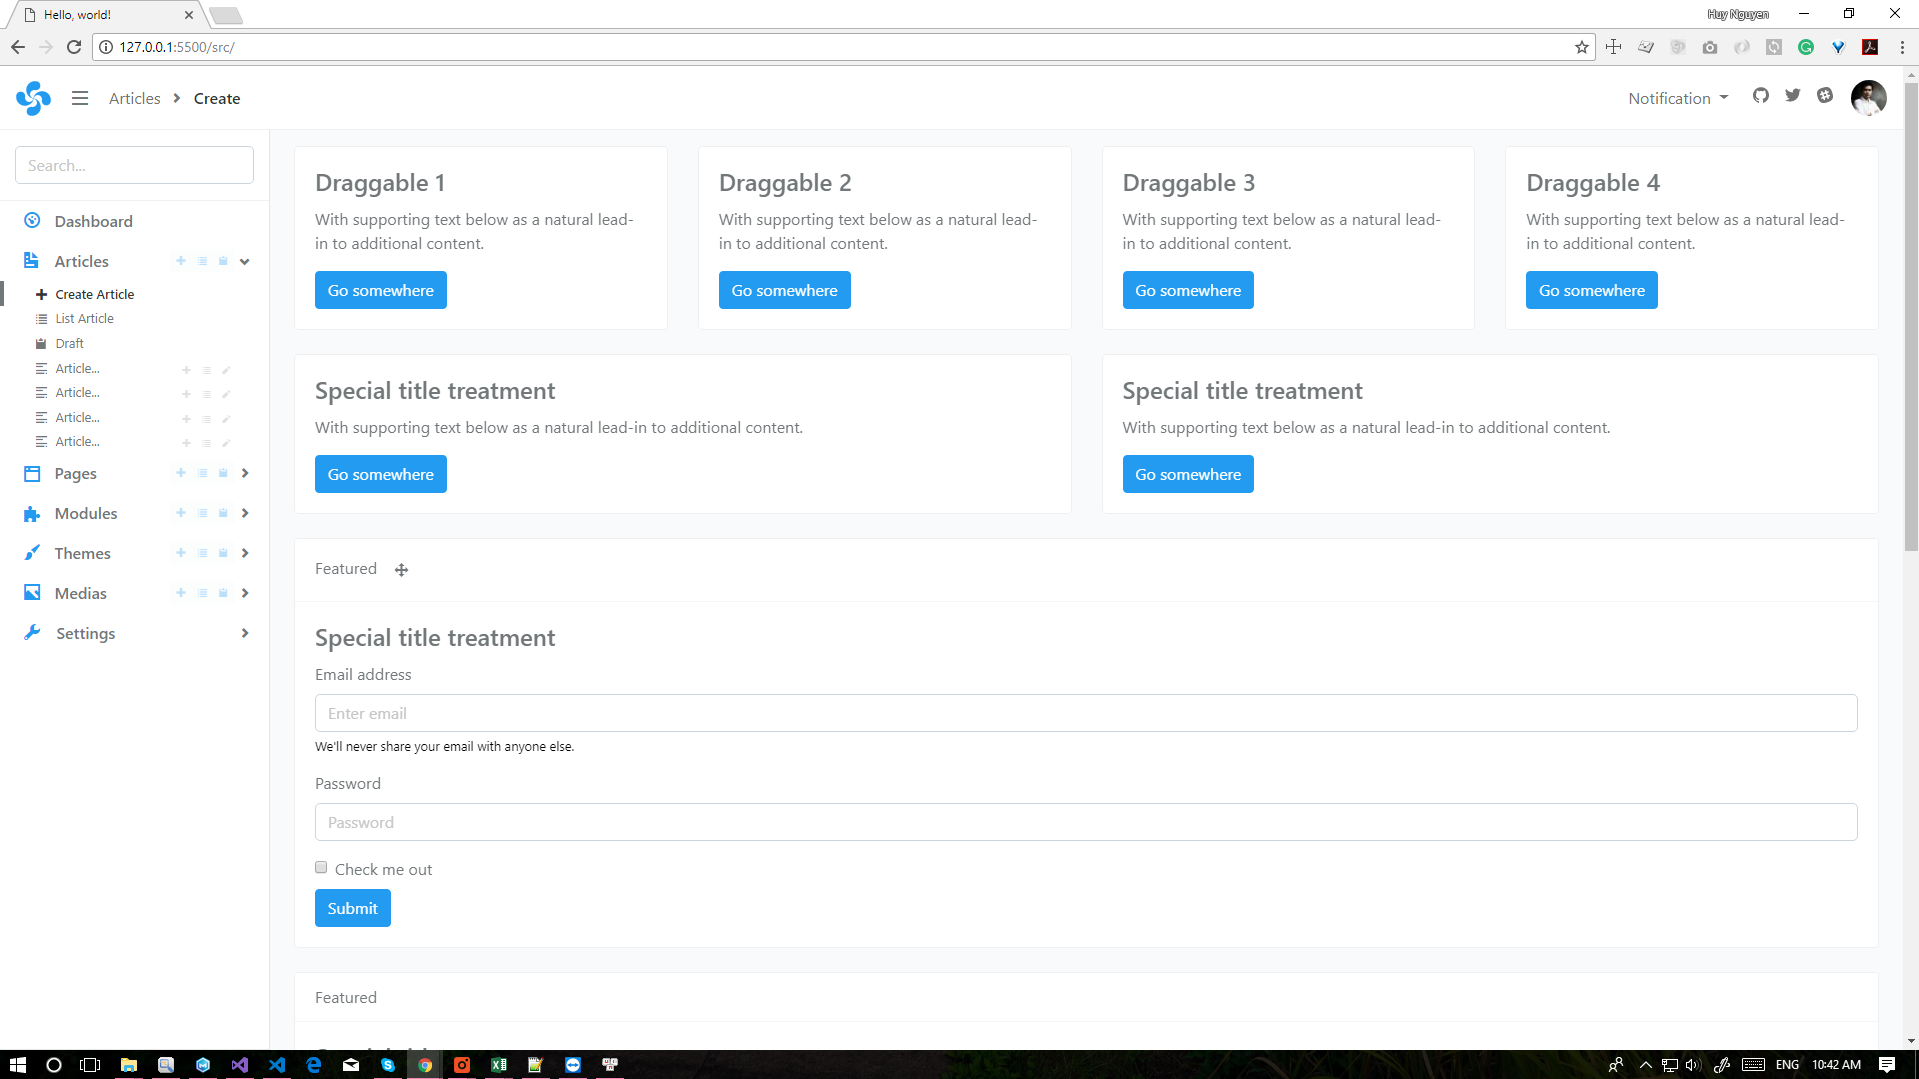 Hello, world!
Huy Nguyen
127.0.0.1:5500/src/
Articles
Create
Notification
Search...
Dashboard
Articles
Create Article
List Article
Draft
Article...
Article...
Article...
Article...
Pages
Modules
Themes
Medias
Settings
Draggable 1
With supporting text below as a natural lead-
in to additional content.
Go somewhere
Draggable 2
With supporting text below as a natural lead-
in to additional content.
Go somewhere
Draggable 3
With supporting text below as a natural lead-
in to additional content.
Go somewhere
Draggable 4
With supporting text below as a natural lead-
in to additional content.
Go somewhere
Special title treatment
With supporting text below as a natural lead-in to additional content.
Go somewhere
Special title treatment
With supporting text below as a natural lead-in to additional content.
Go somewhere
Featured
Special title treatment
Email address
Enter email
We'll never share your email with anyone else.
Password
Password
Check me out
Submit
Featured
ENG
10:42 AM